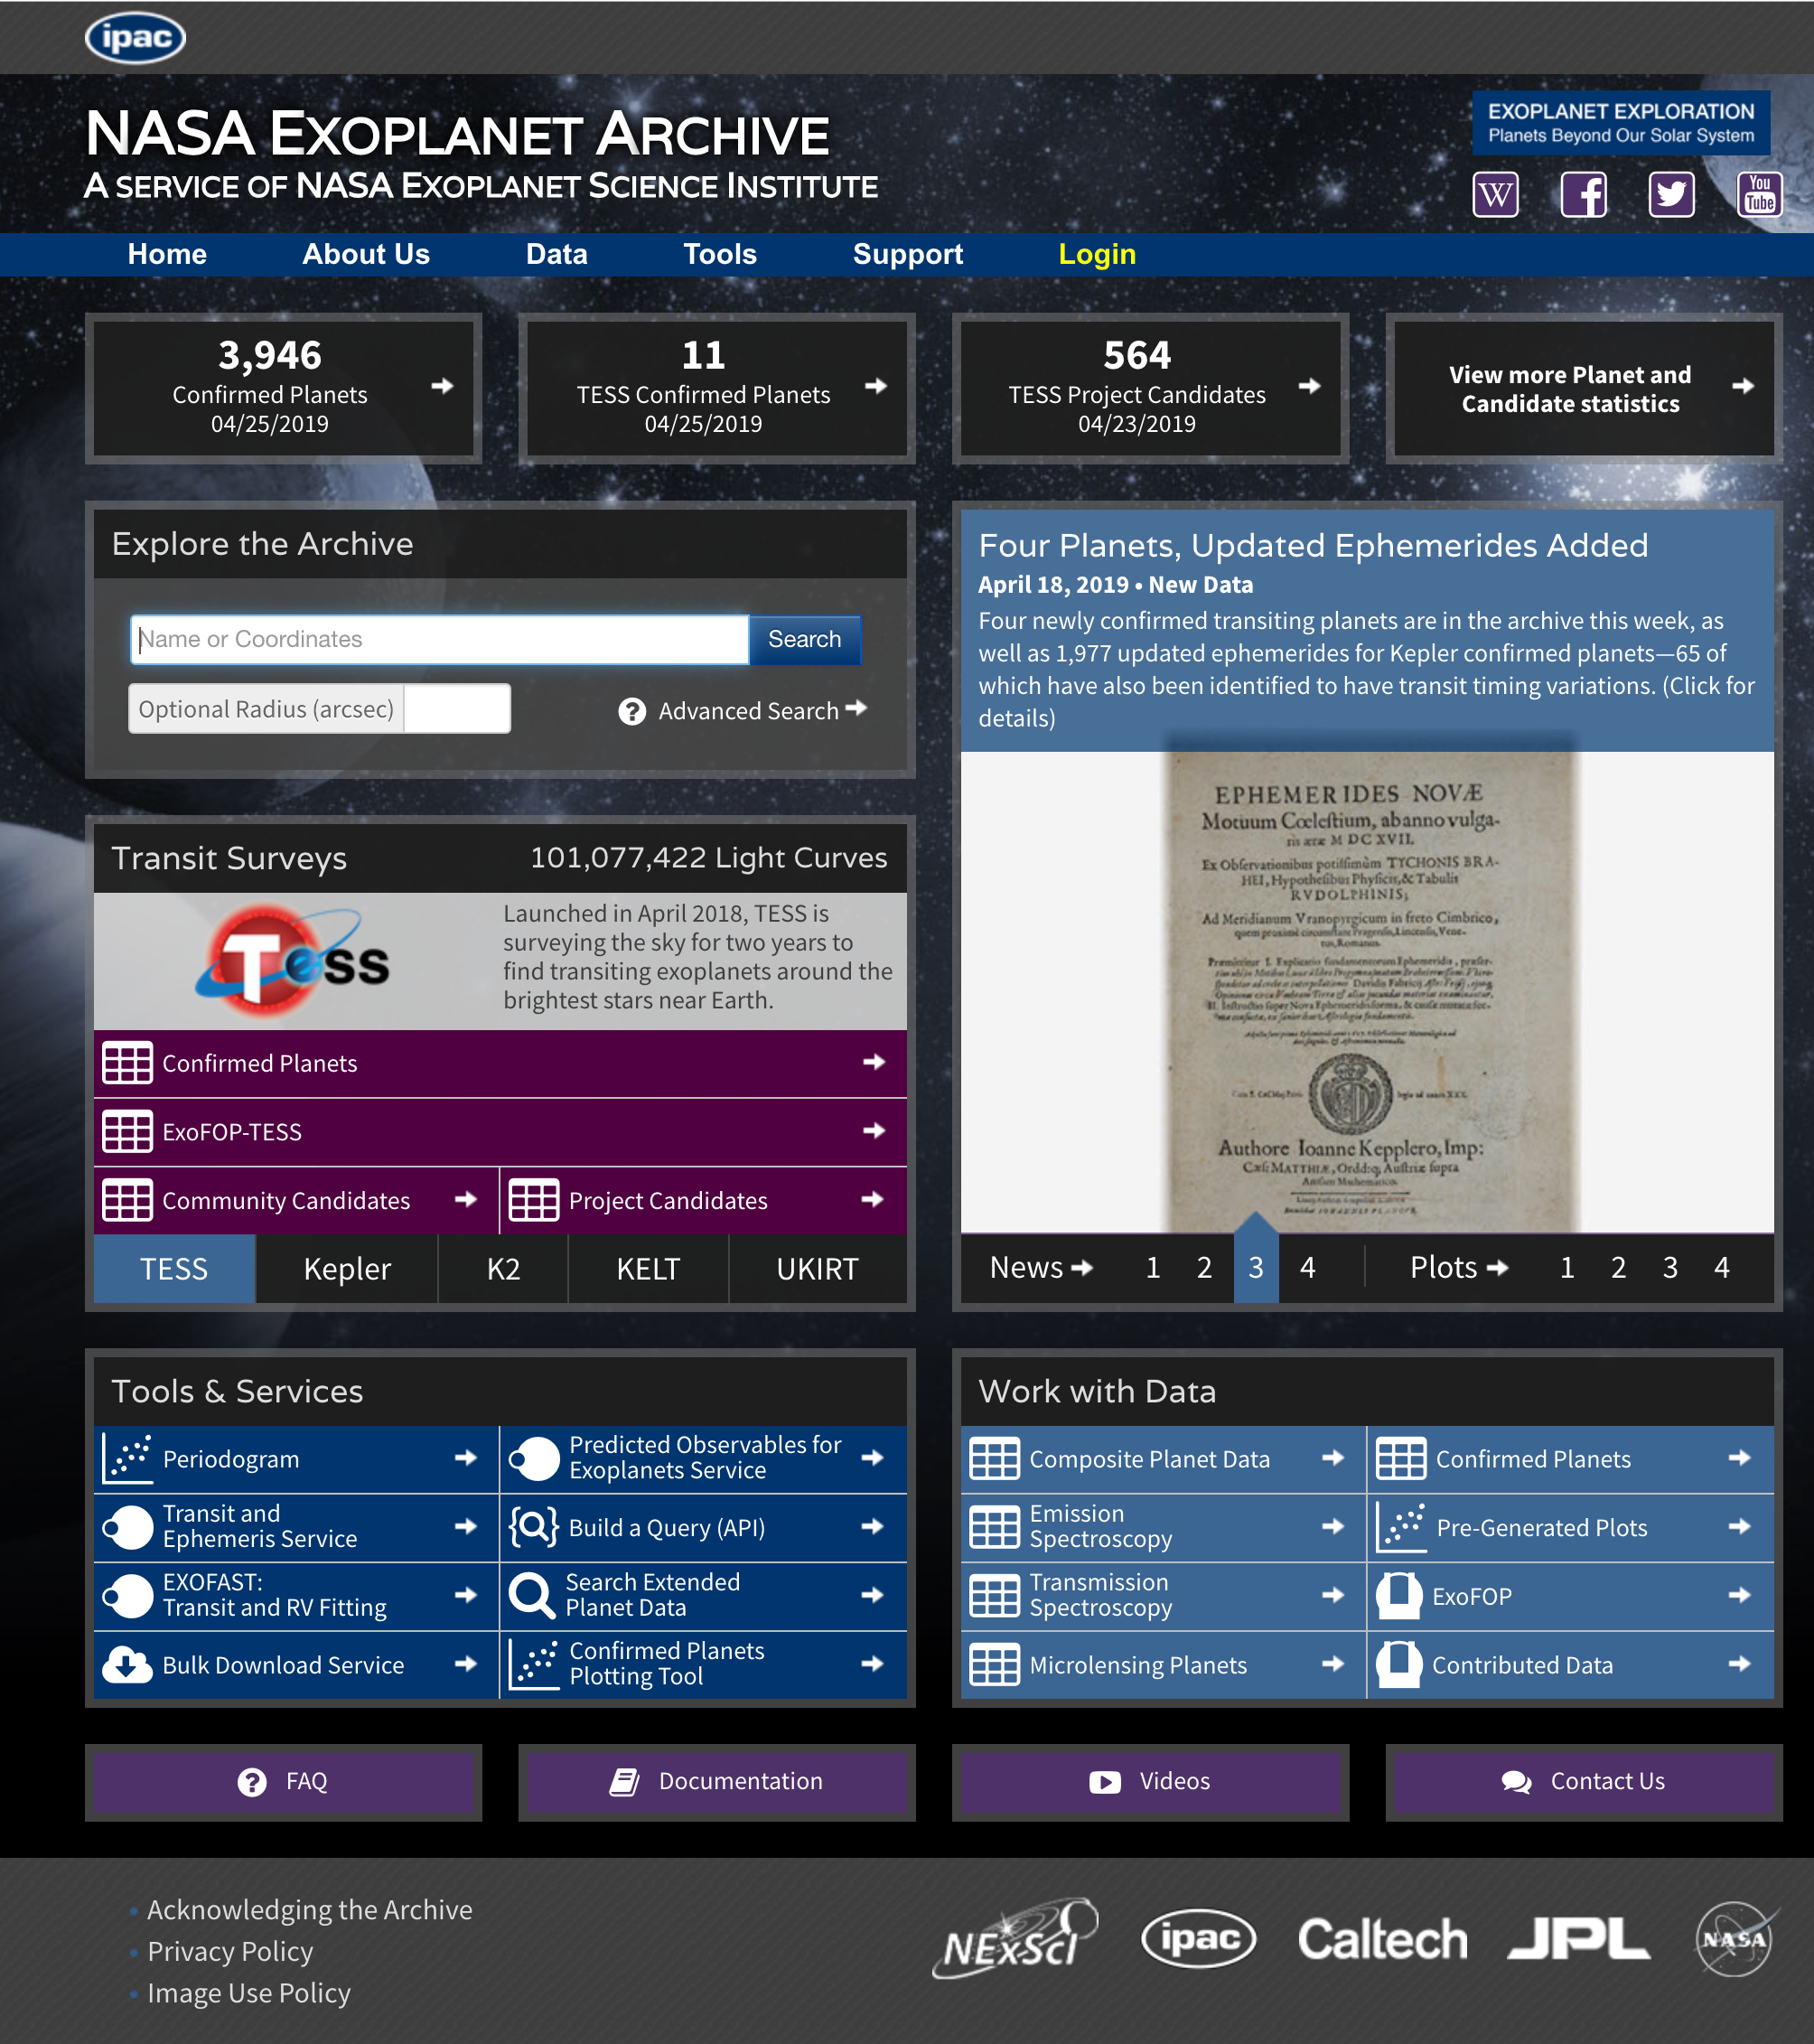 ipac
NASA EXOPLANET ARCHIVE
A SERVICE OF NASA EXOPLANET SCIENCE INSTITUTE
EXOPLANET EXPLORATION
Planets Beyond Our Solar System
W
You
Tube
Home About Us Data Tools Support Login
3,946
Confirmed Planets
04/25/2019
11
TESS Confirmed Planets
04/25/2019
564
TESS Project Candidates
04/23/2019
View more Planet and
Candidate statistics
Explore the Archive
Name or Coordinates Search
Optional Radius (arcsec) Advanced Search
Transit Surveys 101,077,422 Light Curves
Tess
Launched in April 2018, TESS is
surveying the sky for two years to
find transiting exoplanets around the
brightest stars near Earth.
Confirmed Planets
ExoFOP-TESS
Community Candidates Project Candidates
TESS Kepler K2 KELT UKIRT
Four Planets, Updated Ephemerides Added
April 18, 2019 • New Data
Four newly confirmed transiting planets are in the archive this week, as
well as 1,977 updated ephemerides for Kepler confirmed planets—65 of
which have also been identified to have transit timing variations. (Click for
details)
EPHEMERIDES NOVÆ
Motuum Cœleſtium, ab anno vulga-
ris æræ M DC XVII.
Ex Obſervationibus potiſſimùm TYCHONIS BRA-
HEI, Hypotheſibus Phyſicis, & Tabulis
RVDOLPHINIS;
Ad Meridianum Vranopyrgicum in freto Cimbrico,
Authore Ioanne Kepplero, Imp:
Cæſ: MATTHIÆ, Ordd:q; Auſtriæ ſupra
News 1 2 3 4 Plots 1 2 3 4
Tools & Services
Periodogram
Predicted Observables for
Exoplanets Service
Transit and
Ephemeris Service
Build a Query (API)
EXOFAST:
Transit and RV Fitting
Search Extended
Planet Data
Bulk Download Service
Confirmed Planets
Plotting Tool
Work with Data
Composite Planet Data
Confirmed Planets
Emission
Spectroscopy
Pre-Generated Plots
Transmission
Spectroscopy
ExoFOP
Microlensing Planets
Contributed Data
FAQ Documentation Videos Contact Us
• Acknowledging the Archive
• Privacy Policy
• Image Use Policy
NExScI ipac Caltech JPL NASA